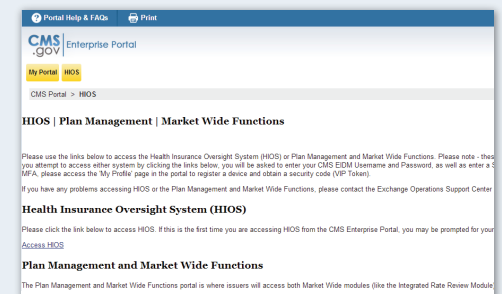 Portal Help & FAQs Print
CMS Enterprise Portal
.gov
My Portal HIOS
CMS Portal > HIOS
HIOS | Plan Management | Market Wide Functions
Please use the links below to access the Health Insurance Oversight System (HIOS) or Plan Management and Market Wide Functions. Please note - thes
you attempt to access either system by clicking the links below, you will be asked to enter your CMS EIDM Username and Password, as well as enter a S
MFA, please access the 'My Profile' page in the portal to register a device and obtain a security code (VIP Token).
If you have any problems accessing HIOS or the Plan Management and Market Wide Functions, please contact the Exchange Operations Support Center
Health Insurance Oversight System (HIOS)
Please click the link below to access HIOS. If this is the first time you are accessing HIOS from the CMS Enterprise Portal, you may be prompted for your
Access HIOS
Plan Management and Market Wide Functions
The Plan Management and Market Wide Functions portal is where issuers will access both Market Wide modules (like the Integrated Rate Review Module